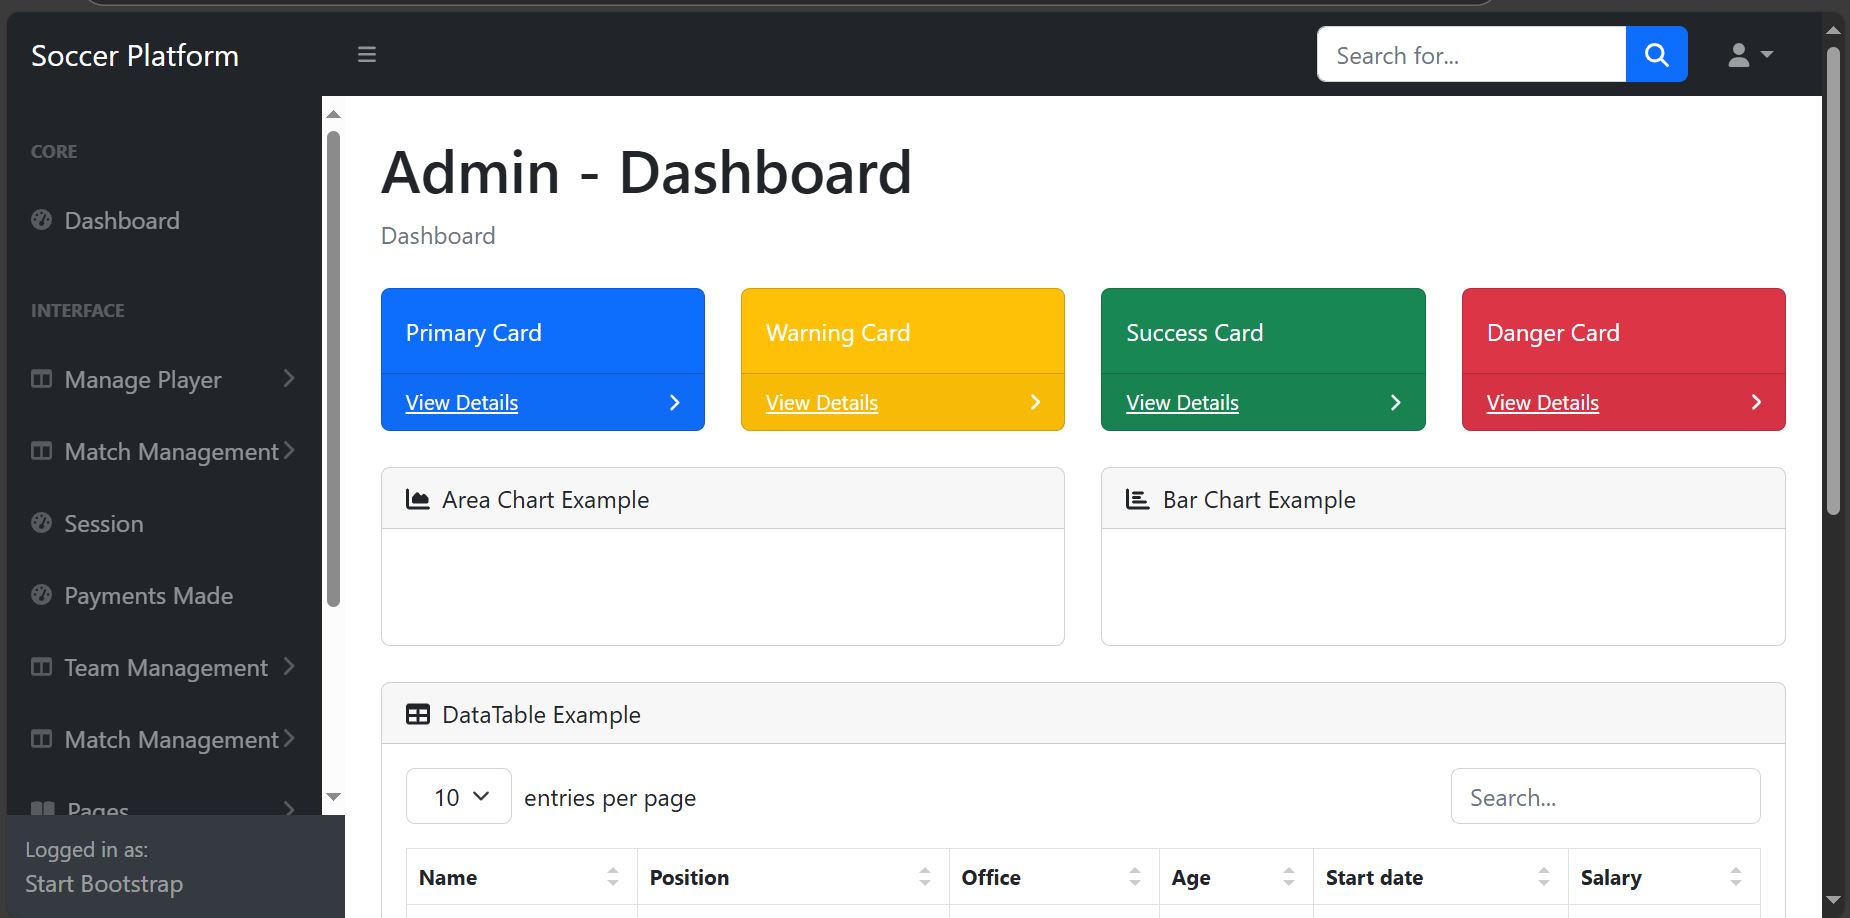 Soccer Platform
Search for...
CORE
Dashboard
INTERFACE
Manage Player
Match Management
Session
Payments Made
Team Management
Match Management
Pages
Logged in as:
Start Bootstrap
Admin - Dashboard
Dashboard
Primary Card
View Details
Warning Card
View Details
Success Card
View Details
Danger Card
View Details
Area Chart Example
Bar Chart Example
DataTable Example
10 entries per page
Search...
Name Position Office Age Start date Salary